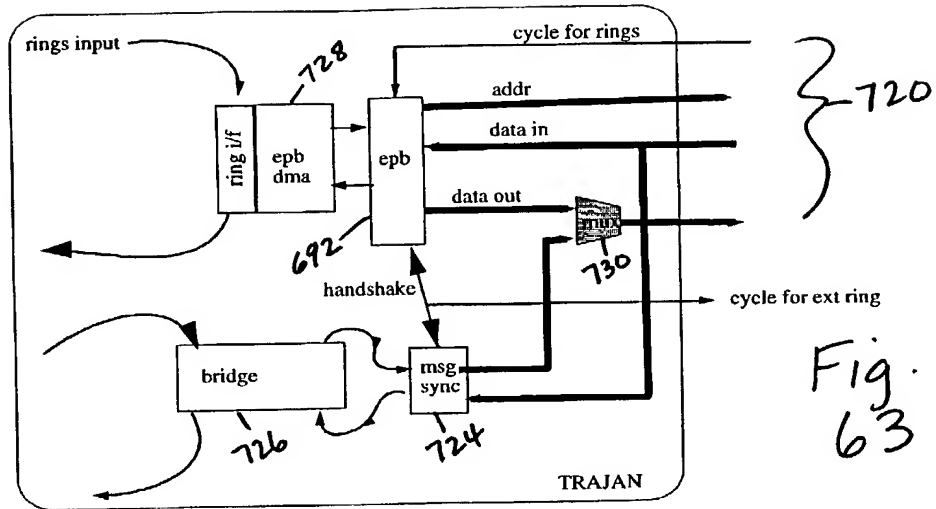 rings input
cycle for rings
728
addr
720
data in
ring i/f
epb
dma
epb
data out
mux
692
730
handshake
cycle for ext ring
bridge
msg
sync
726
724
TRAJAN
Fig.
63